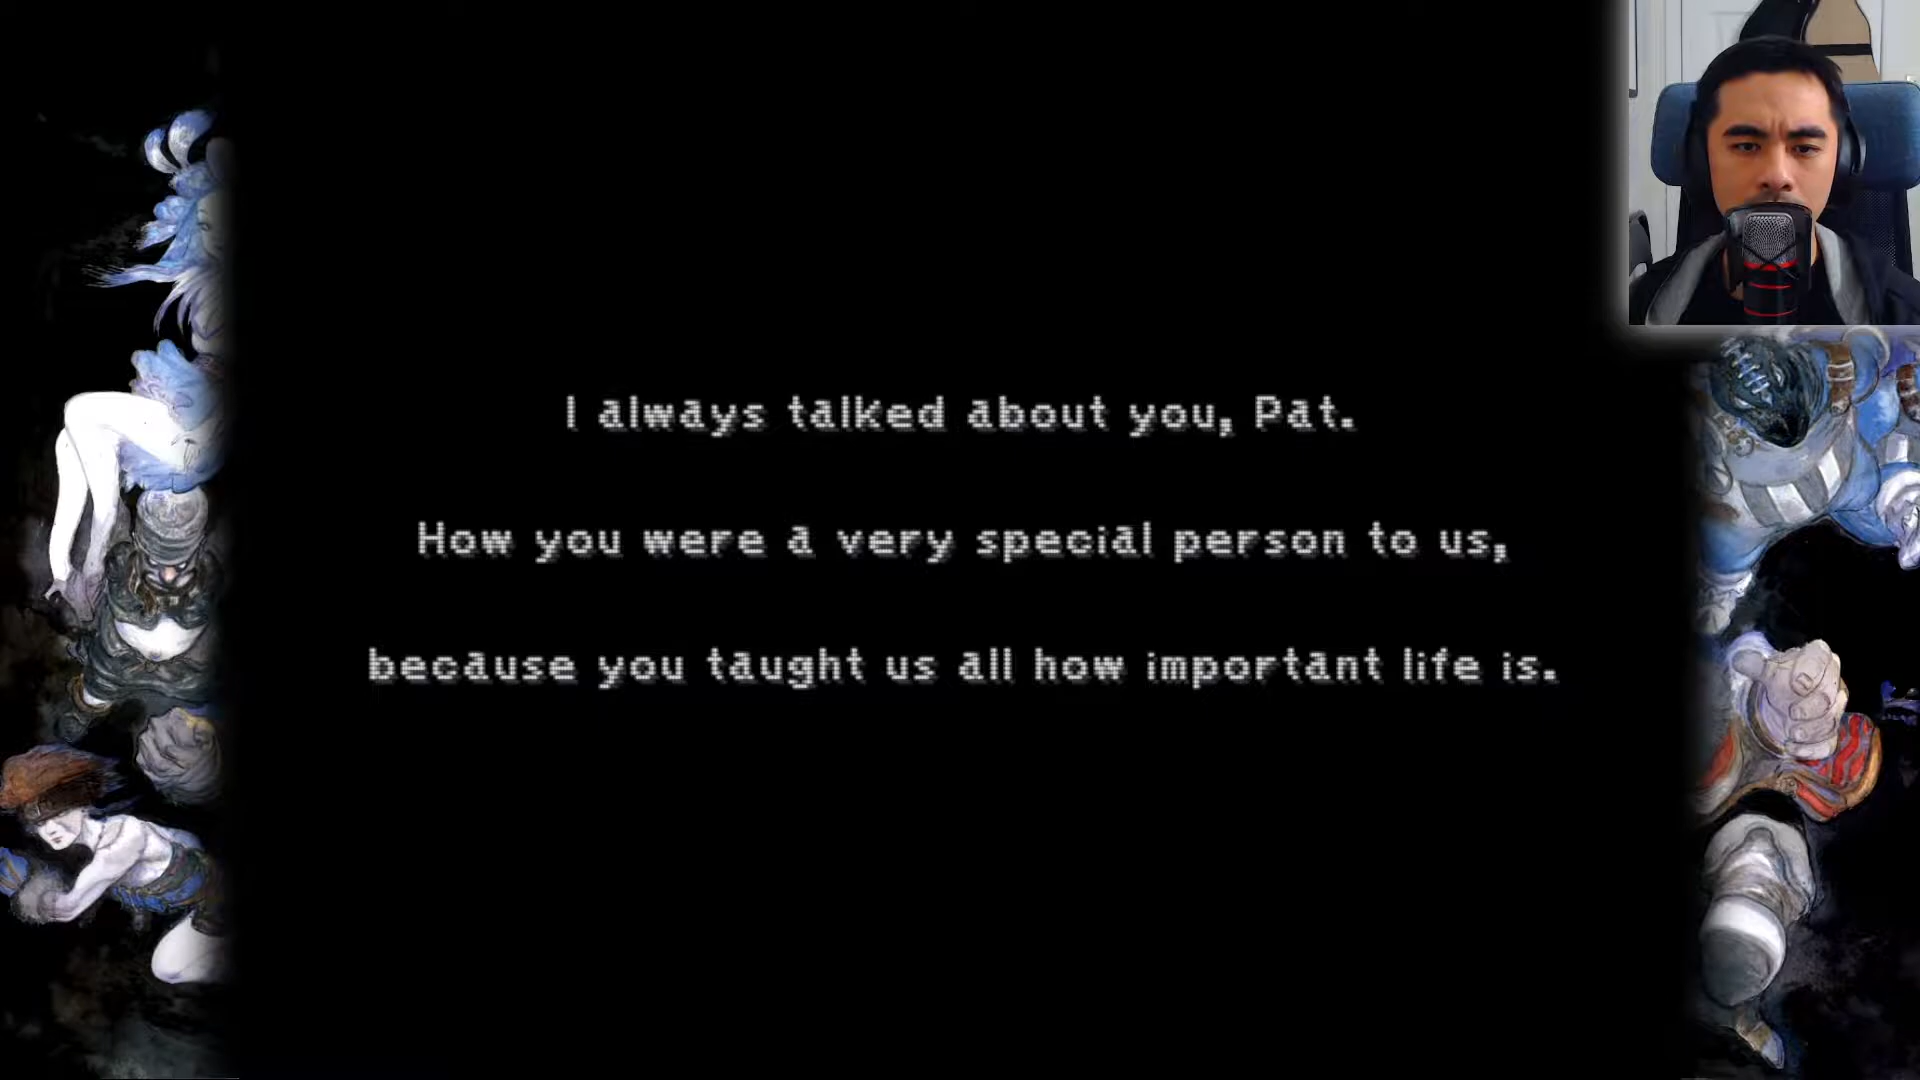 I always talked about you, Pat.
How you were a very special person to us,
because you taught us all how important life is.